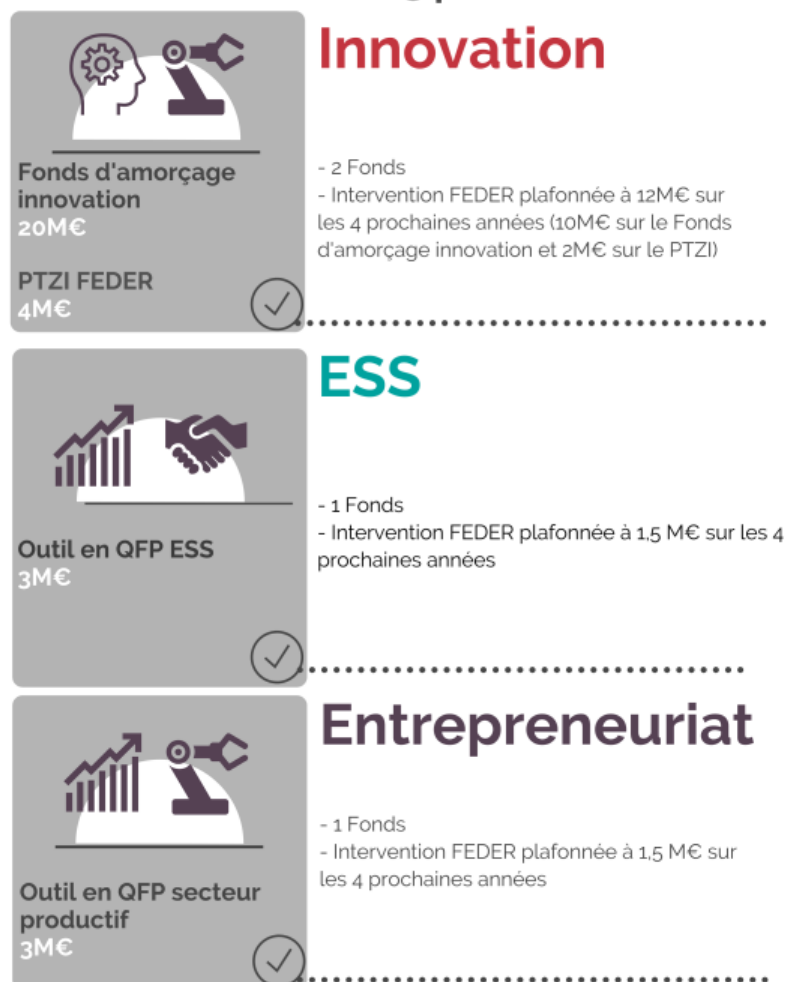 Innovation
Fonds d'amorçage
innovation
20M€
PTZI FEDER
4M€
- 2 Fonds
- Intervention FEDER plafonnée à 12M€ sur
les 4 prochaines années (10M€ sur le Fonds
d'amorçage innovation et 2M€ sur le PTZI)
ESS
Outil en QFP ESS
3M€
- 1 Fonds
- Intervention FEDER plafonnée à 1,5 M€ sur les 4
prochaines années
Entrepreneuriat
Outil en QFP secteur
productif
3M€
- 1 Fonds
- Intervention FEDER plafonnée à 1,5 M€ sur
les 4 prochaines années